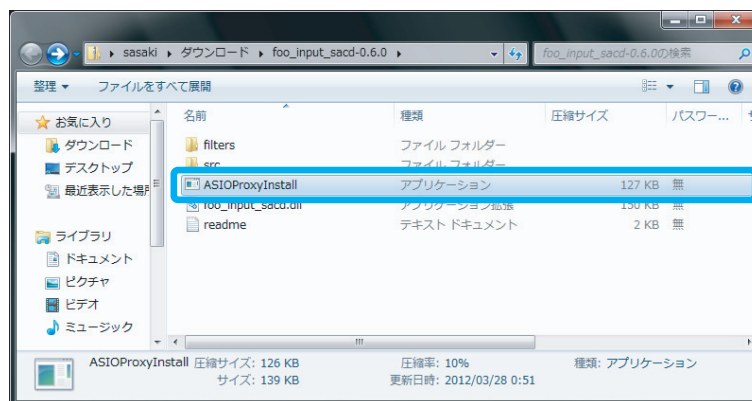 sasaki ▸ ダウンロード ▸ foo_input_sacd-0.6.0 ▸
foo_input_sacd-0.6.0の検索
整理 ▼ ファイルをすべて展開
名前 種類 圧縮サイズ パスワー...
お気に入り
ダウンロード
デスクトップ
最近表示した場所
ライブラリ
ドキュメント
ピクチャ
ビデオ
ミュージック
filters ファイル フォルダー
src ファイル フォルダー
ASIOProxyInstall アプリケーション 127 KB 無
foo_input_sacd.dll アプリケーション拡張 150 KB 無
readme テキスト ドキュメント 2 KB 無
ASIOProxyInstall 圧縮サイズ: 126 KB 圧縮率: 10% 種類: アプリケーション
サイズ: 139 KB 更新日時: 2012/03/28 0:51